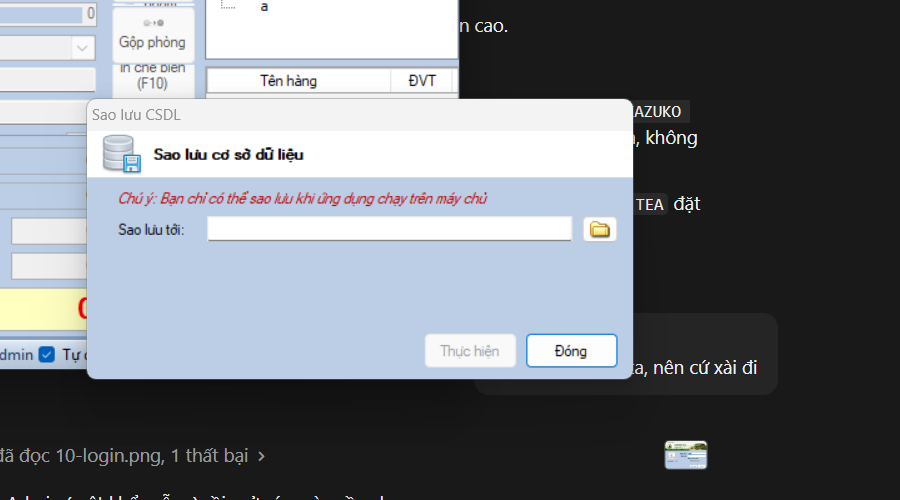 0
Gộp phòng
In chế biến
(F10)
a
Tên hàng
ĐVT
n cao.
Sao lưu CSDL
Sao lưu cơ sở dữ liệu
Chú ý: Bạn chỉ có thể sao lưu khi ứng dụng chạy trên máy chủ
Sao lưu tới:
Thực hiện
Đóng
AZUKO
, không
TEA đặt
dmin
Tự
, nên cứ xài đi
đã đọc 10-login.png, 1 thất bại